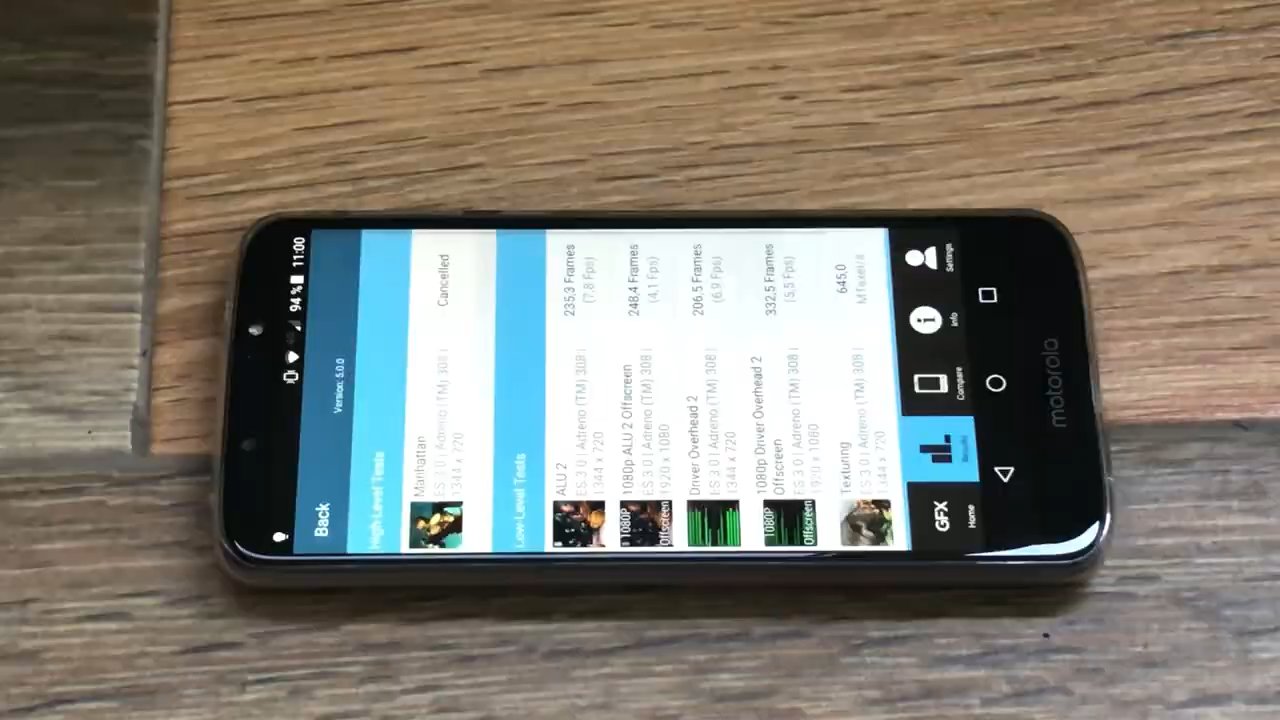 94 % 11:00
Back
Version: 5.0.0
High-Level Tests
Manhattan
ES 3.0 | Adreno (TM) 308 |
1344 x 720
Cancelled
Low-Level Tests
ALU 2
ES 3.0 | Adreno (TM) 308 |
1344 x 720
235,3 Frames
(7,8 Fps)
1080P
Offscreen
1080p ALU 2 Offscreen
ES 3.0 | Adreno (TM) 308 |
1920 x 1080
248,4 Frames
(4,1 Fps)
Driver Overhead 2
ES 3.0 | Adreno (TM) 308 |
1344 x 720
206,5 Frames
(6,9 Fps)
1080P
Offscreen
1080p Driver Overhead 2
Offscreen
ES 3.0 | Adreno (TM) 308 |
1920 x 1080
332,5 Frames
(5,5 Fps)
Texturing
ES 3.0 | Adreno (TM) 308 |
1344 x 720
645,0
MTexel/s
GFX
Home
Results
Compare
Info
Settings
motorola